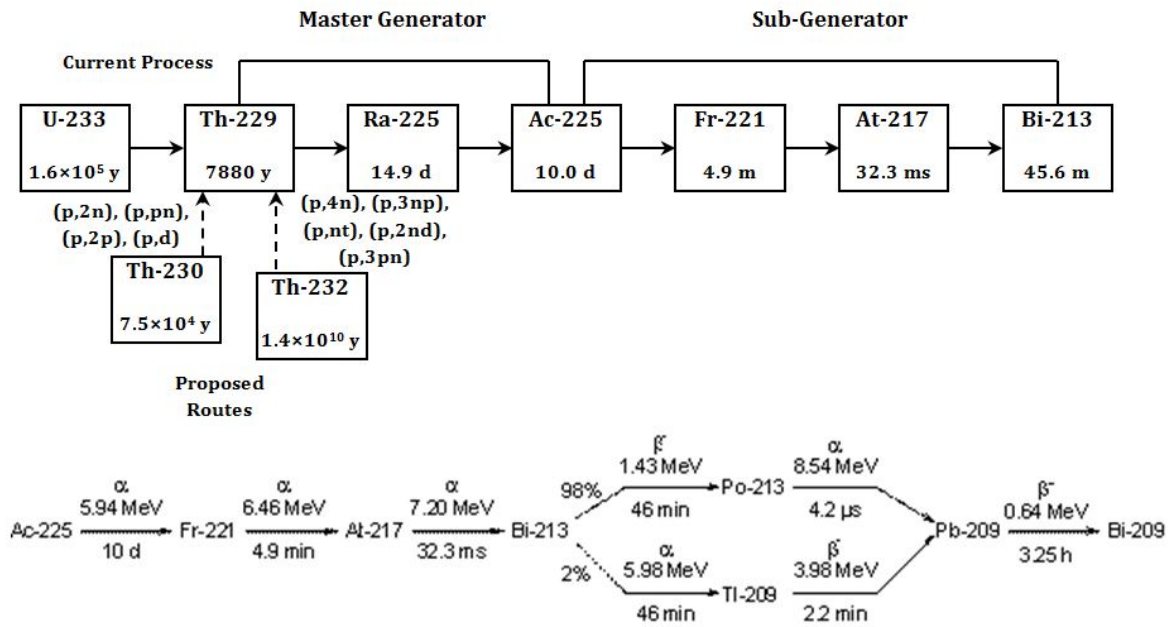 Master Generator
Sub-Generator
Current Process
U-233
1.6×10⁵ y
Th-229
7880 y
Ra-225
14.9 d
Ac-225
10.0 d
Fr-221
4.9 m
At-217
32.3 ms
Bi-213
45.6 m
(p,2n), (p,pn),
(p,2p), (p,d)
(p,4n), (p,3np),
(p,nt), (p,2nd),
(p,3pn)
Th-230
7.5×10⁴ y
Th-232
1.4×10¹⁰ y
Proposed
Routes
Ac-225
α
5.94 MeV
10 d
Fr-221
α
6.46 MeV
4.9 min
At-217
α
7.20 MeV
32.3 ms
Bi-213
98%
β⁻
1.43 MeV
46 min
Po-213
α
8.54 MeV
4.2 µs
2%
α
5.98 MeV
46 min
Tl-209
β⁻
3.98 MeV
2.2 min
Pb-209
β⁻
0.64 MeV
3.25 h
Bi-209